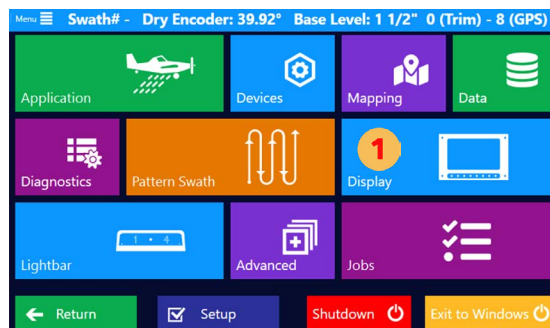 Menu Swath# - Dry Encoder: 39.92° Base Level: 1 1/2" 0 (Trim) - 8 (GPS)
Application
Devices
Mapping
Data
Diagnostics
Pattern Swath
1
Display
1 • 4
Lightbar
Advanced
Jobs
Return
Setup
Shutdown
Exit to Windows